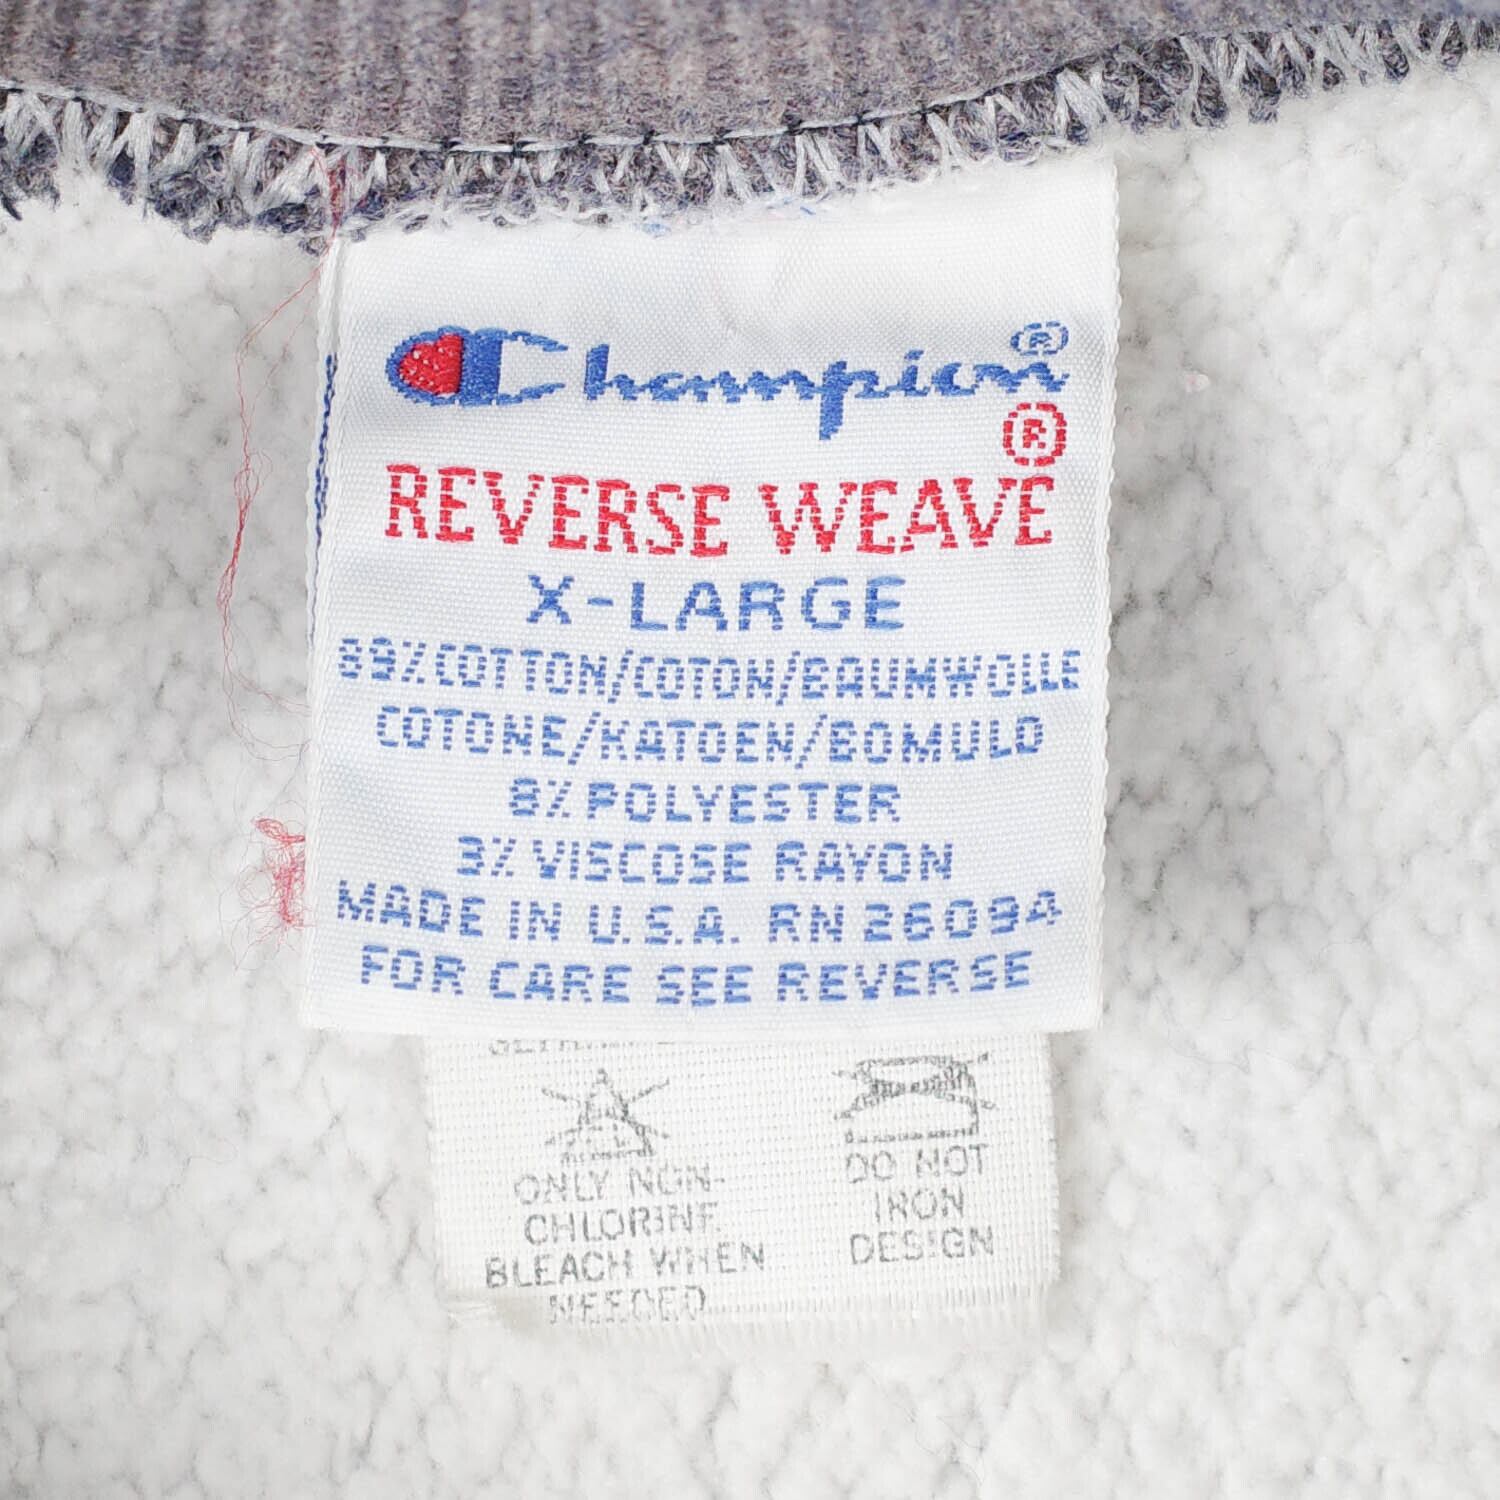 Champion®
®
REVERSE WEAVE
X-LARGE
89%COTTON/COTON/BAUMWOLLE
COTONE/KATOEN/BOMULD
8% POLYESTER
3% VISCOSE RAYON
MADE IN U.S.A. RN 26094
FOR CARE SEE REVERSE
ONLY NON-
CHLORINE
BLEACH WHEN
NEEDED
DO NOT
IRON
DESIGN